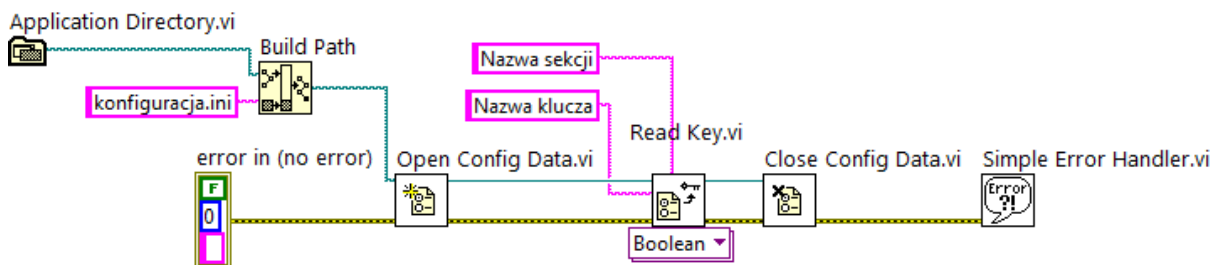 Application Directory.vi
Build Path
Nazwa sekcji
konfiguracja.ini
Nazwa klucza
Read Key.vi
error in (no error)
Open Config Data.vi
Close Config Data.vi
Simple Error Handler.vi
F
0
Error
?!
Boolean